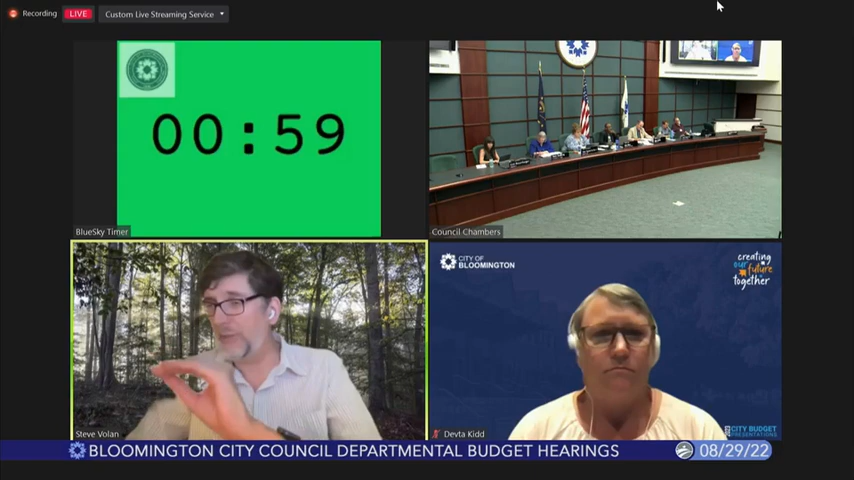 Recording
LIVE
Custom Live Streaming Service
00:59
BlueSky Timer
Council Chambers
CITY OF
BLOOMINGTON
creating
our future
together
Steve Volan
Devta Kidd
CITY BUDGET
PRESENTATIONS
BLOOMINGTON CITY COUNCIL DEPARTMENTAL BUDGET HEARINGS
08/29/22